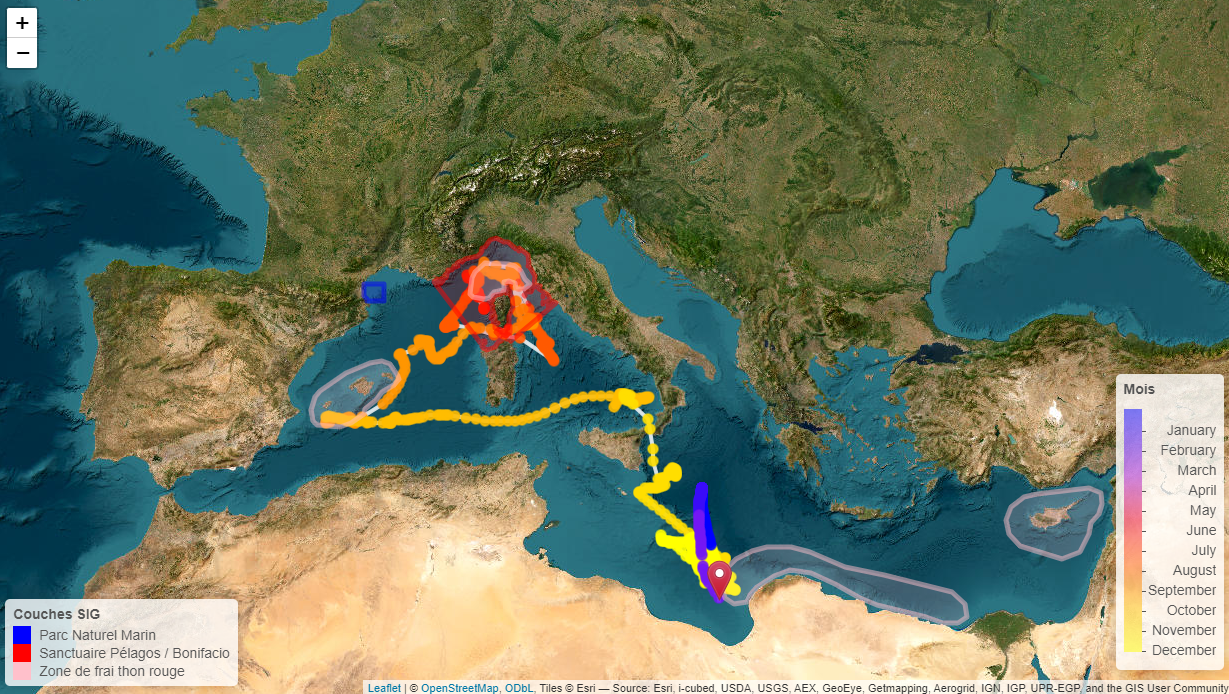 +
−
Mois
January
February
March
April
May
June
July
August
September
October
November
December
Couches SIG
Parc Naturel Marin
Sanctuaire Pélagos / Bonifacio
Zone de frai thon rouge
Leaflet | © OpenStreetMap, ODbL, Tiles © Esri — Source: Esri, i-cubed, USDA, USGS, AEX, GeoEye, Getmapping, Aerogrid, IGN, IGP, UPR-EGP, and the GIS User Community